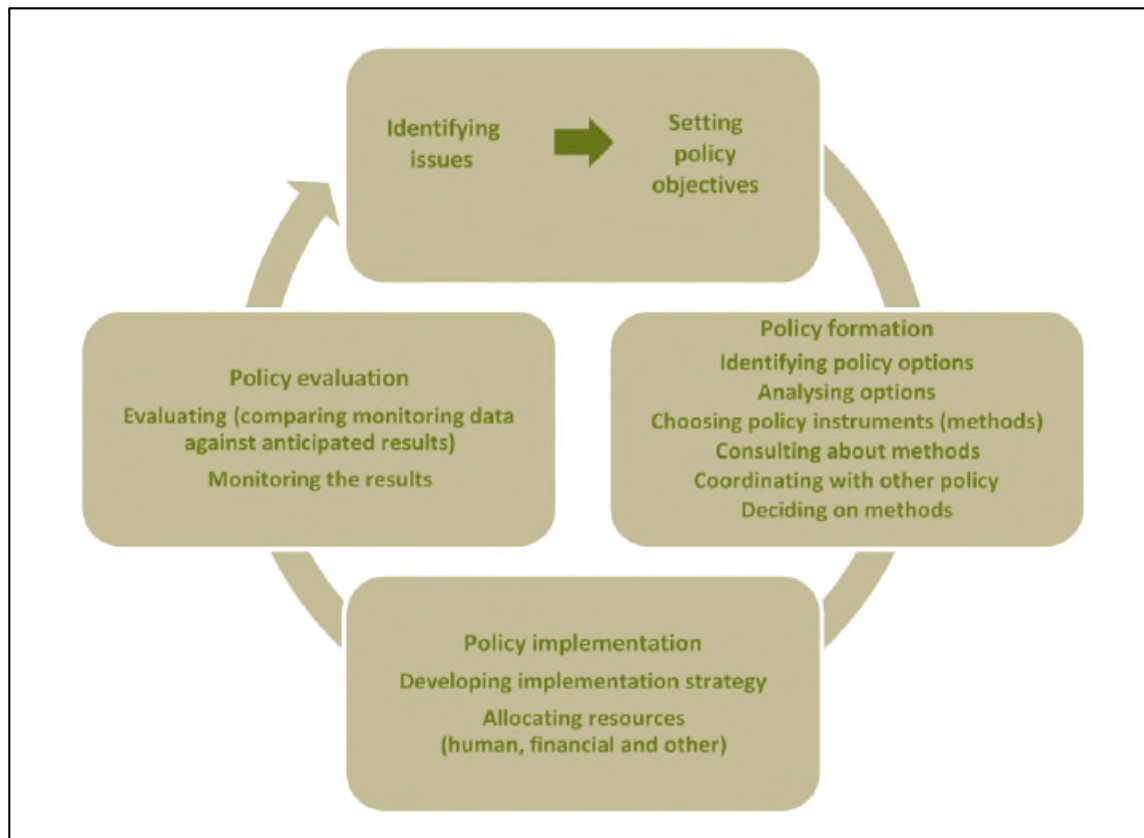 Identifying
issues
Setting
policy
objectives
Policy formation
Identifying policy options
Analysing options
Choosing policy instruments (methods)
Consulting about methods
Coordinating with other policy
Deciding on methods
Policy implementation
Developing implementation strategy
Allocating resources
(human, financial and other)
Policy evaluation
Evaluating (comparing monitoring data
against anticipated results)
Monitoring the results